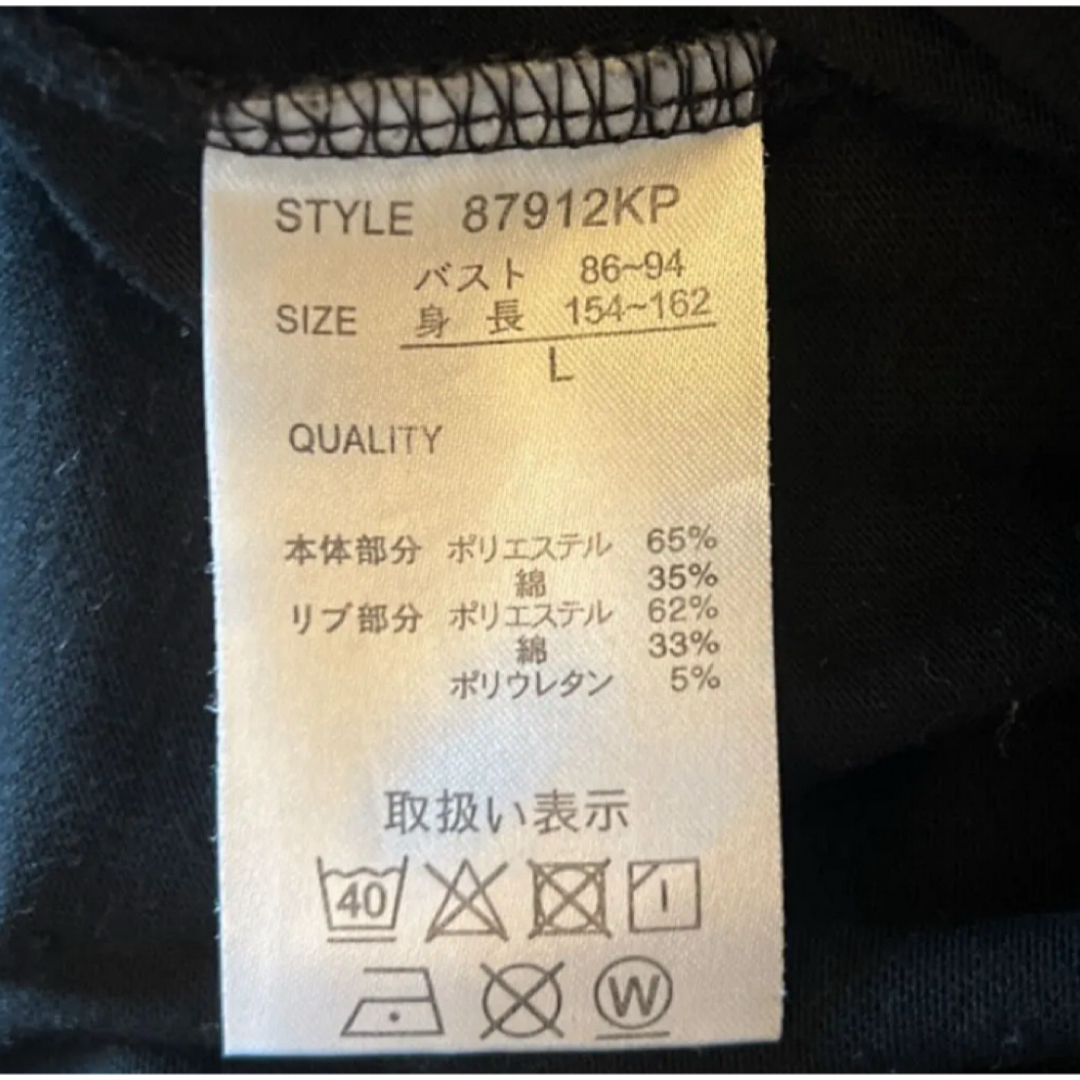 STYLE 87912KP
バスト 86~94
SIZE 身長 154~162
L
QUALITY
本体部分 ポリエステル 65%
綿 35%
リブ部分 ポリエステル 62%
綿 33%
ポリウレタン 5%
取扱い表示
40
W